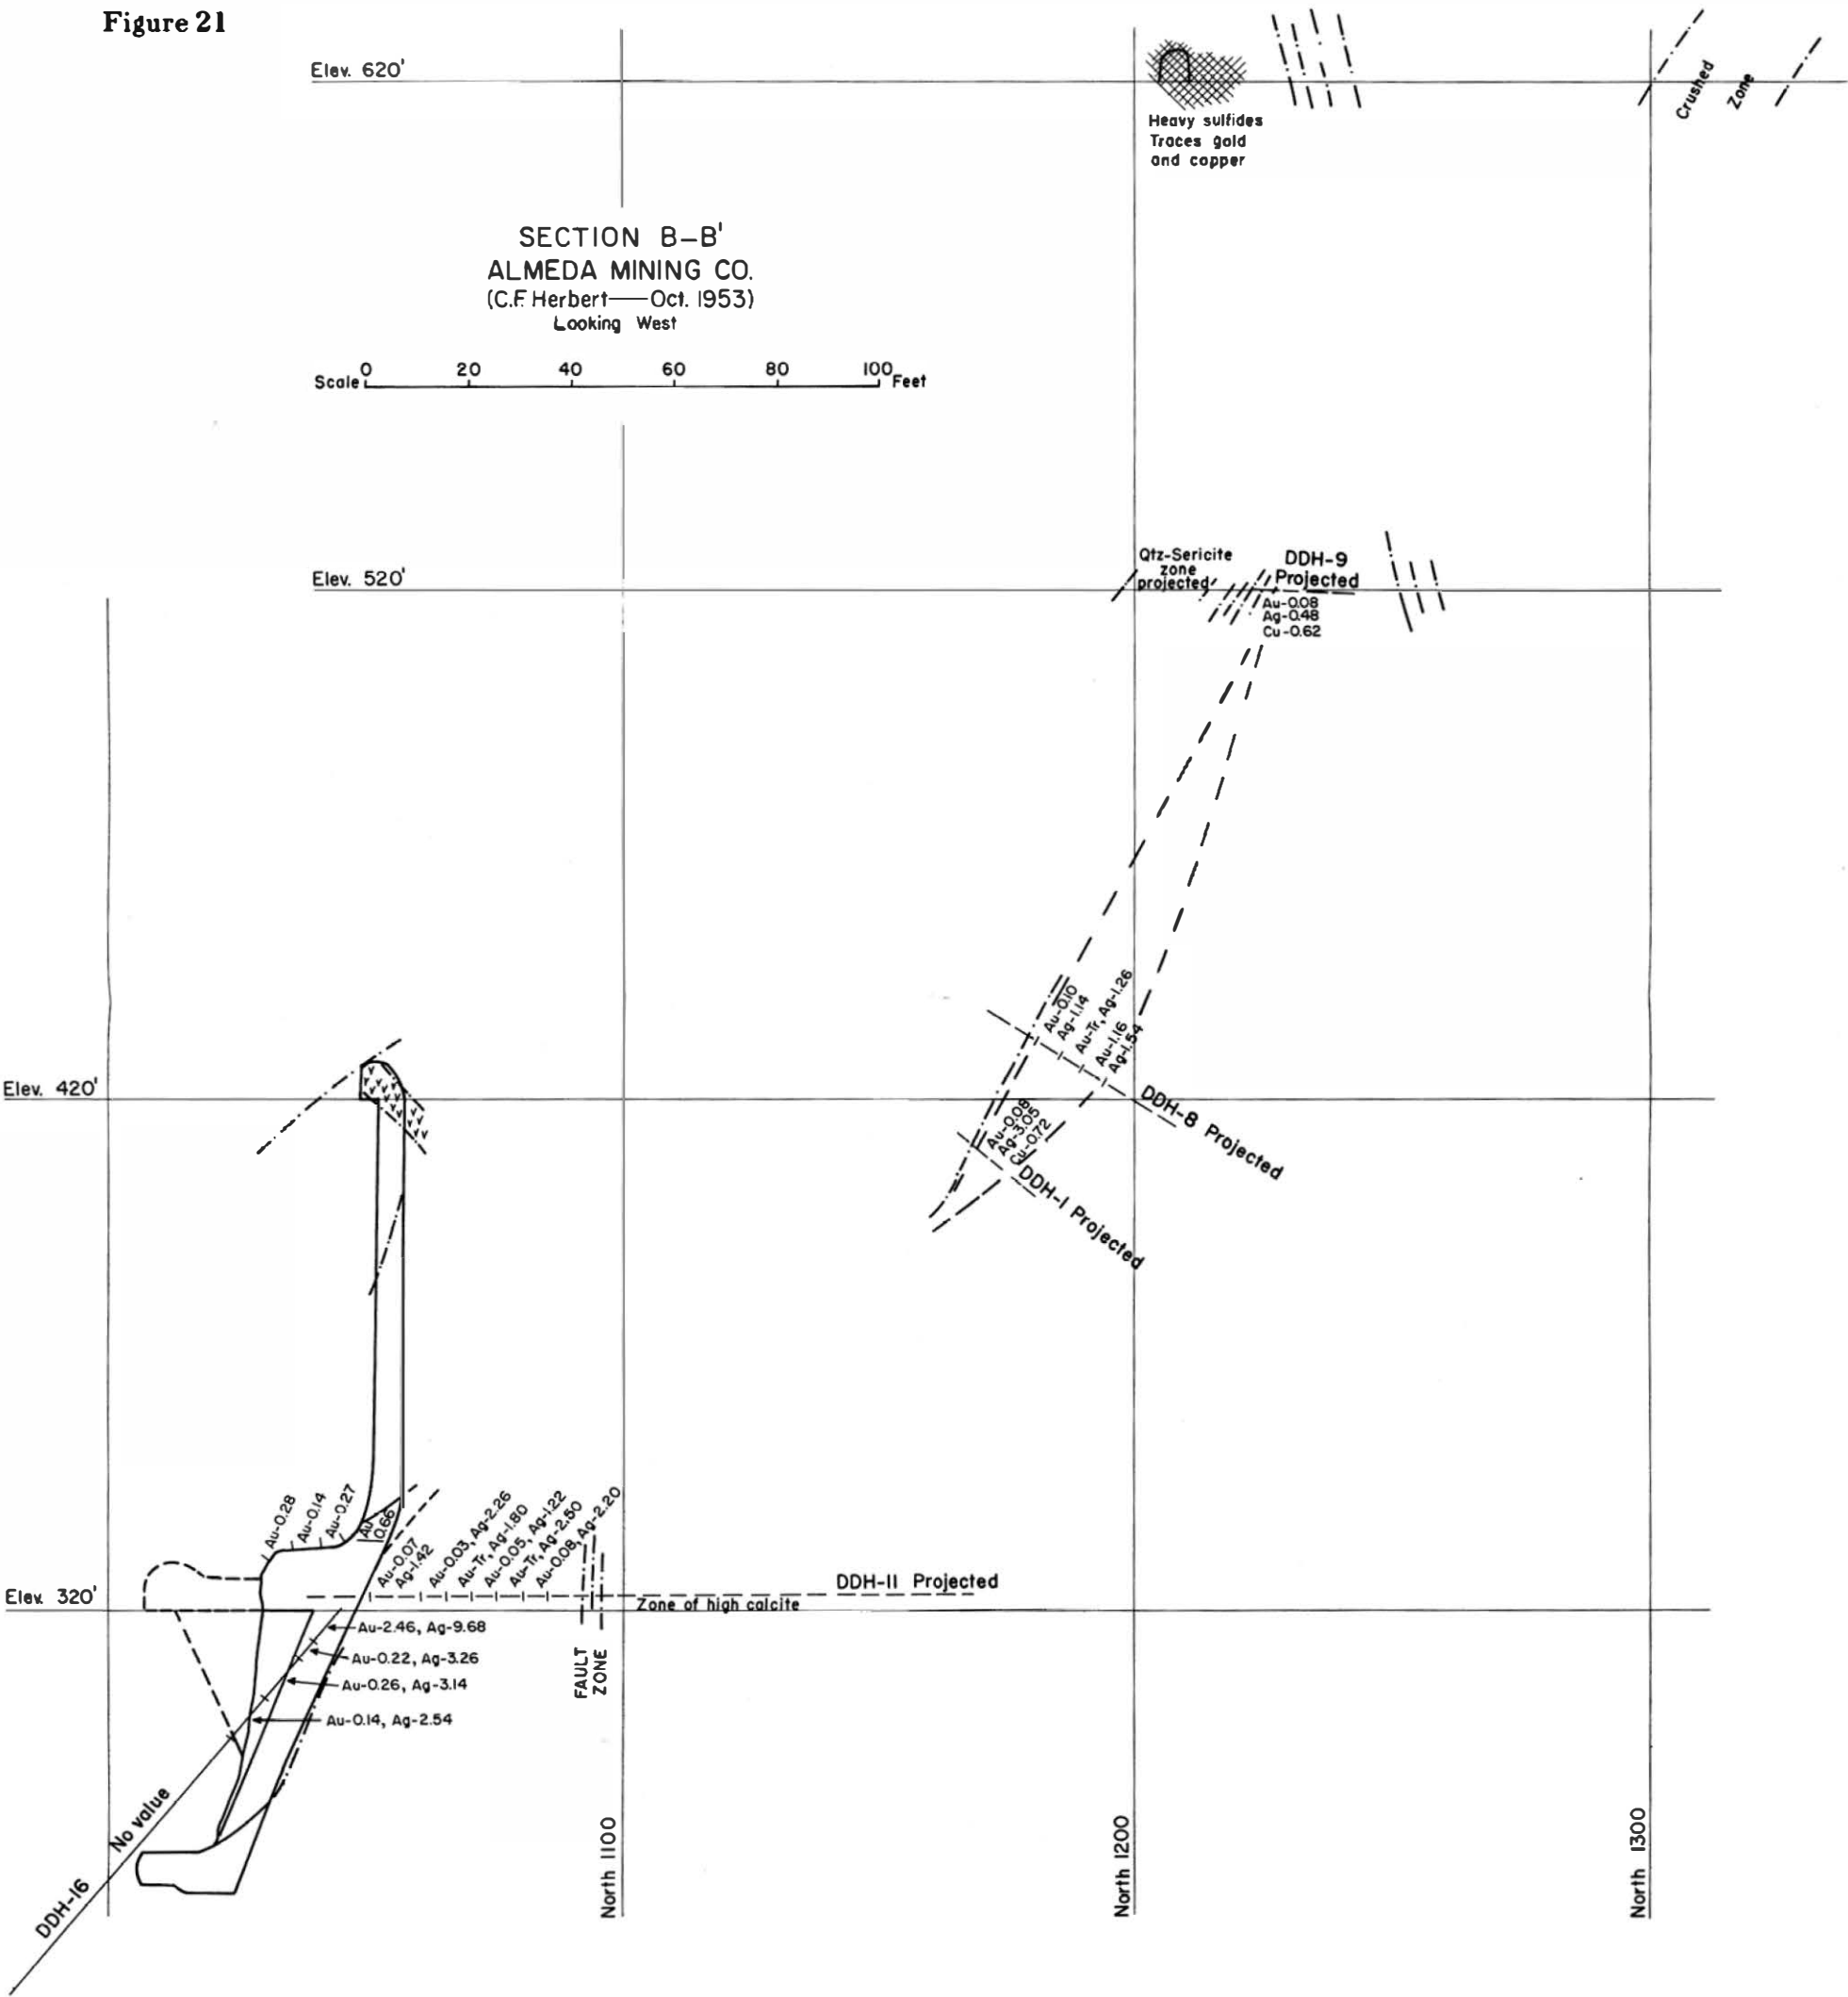 Figure 21
Elev. 620'
Heavy sulfides
Traces gold
and copper
Crushed
Zone
SECTION B-B'
ALMEDA MINING CO.
(C.F. Herbert——Oct. 1953)
Looking West
Scale 0 20 40 60 80 100 Feet
Elev. 520'
Qtz-Sericite
zone
projected
DDH-9
Projected
Au-0.08
Ag-0.48
Cu-0.62
Au-0.10
Ag-1.14
Au-Tr, Ag-1.26
Au-1.16
Ag-1.54
Elev. 420'
DDH-8 Projected
Au-0.08
Ag-3.05
Cu-0.72
DDH-1 Projected
Au-0.28
Au-0.14
Au-0.27
Au
0.66
Au-0.07
Ag-1.42
Au-0.03, Ag-2.26
Au-Tr, Ag-1.80
Au-0.05, Ag-1.22
Au-Tr, Ag-2.50
Au-0.08, Ag-2.20
Elev. 320'
DDH-11 Projected
Zone of high calcite
Au-2.46, Ag-9.68
Au-0.22, Ag-3.26
Au-0.26, Ag-3.14
Au-0.14, Ag-2.54
FAULT
ZONE
No value
DDH-16
North 1100
North 1200
North 1300